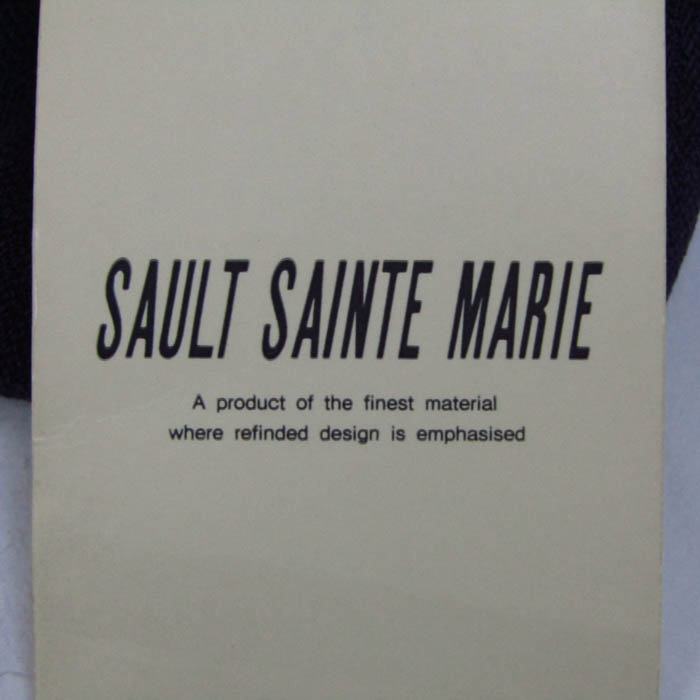 SAULT SAINTE MARIE
A product of the finest material
where refinded design is emphasised